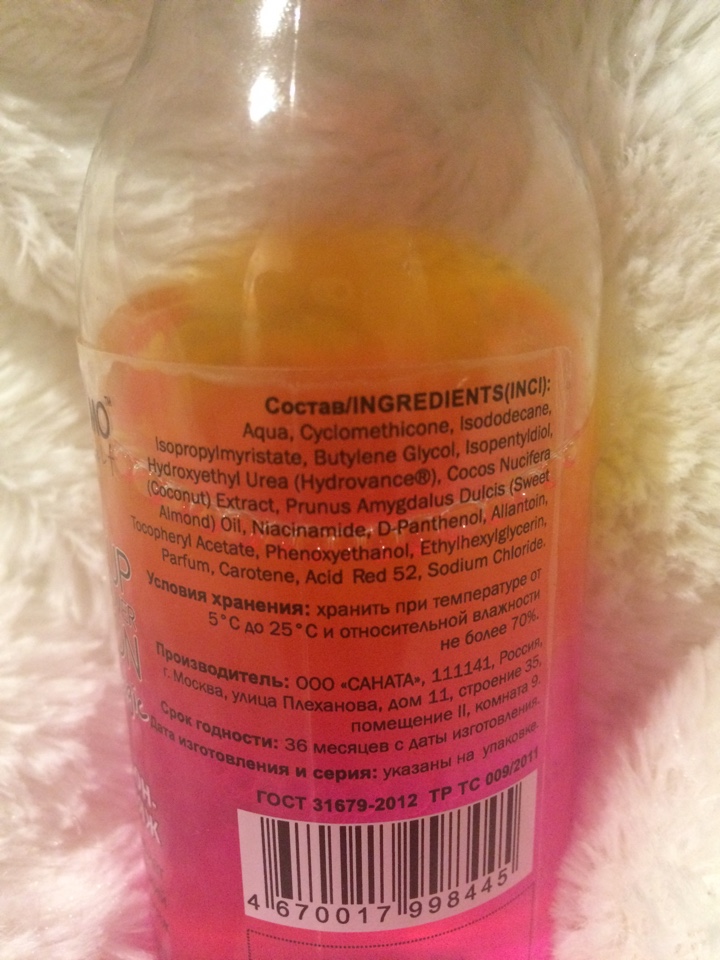 Состав/INGREDIENTS(INCI):
Aqua, Cyclomethicone, Isododecane,
Isopropylmyristate, Butylene Glycol, Isopentyldiol,
Hydroxyethyl Urea (Hydrovance®), Cocos Nucifera
(Coconut) Extract, Prunus Amygdalus Dulcis (Sweet
Almond) Oil, Niacinamide, D-Panthenol, Allantoin,
Tocopheryl Acetate, Phenoxyethanol, Ethylhexylglycerin,
Parfum, Carotene, Acid Red 52, Sodium Chloride.
Условия хранения: хранить при температуре от
5°C до 25°C и относительной влажности
не более 70%.
Производитель: ООО «САНАТА», 111141, Россия,
г. Москва, улица Плеханова, дом 11, строение 35,
помещение II, комната 9.
Срок годности: 36 месяцев с даты изготовления.
Дата изготовления и серия: указаны на упаковке.
ГОСТ 31679-2012 ТР ТС 009/2011
4 670017 998445